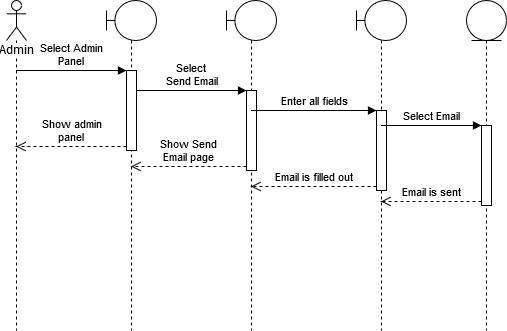 Admin
Select Admin
Panel
Select
Send Email
Enter all fields
Select Email
Show admin
panel
Show Send
Email page
Email is filled out
Email is sent